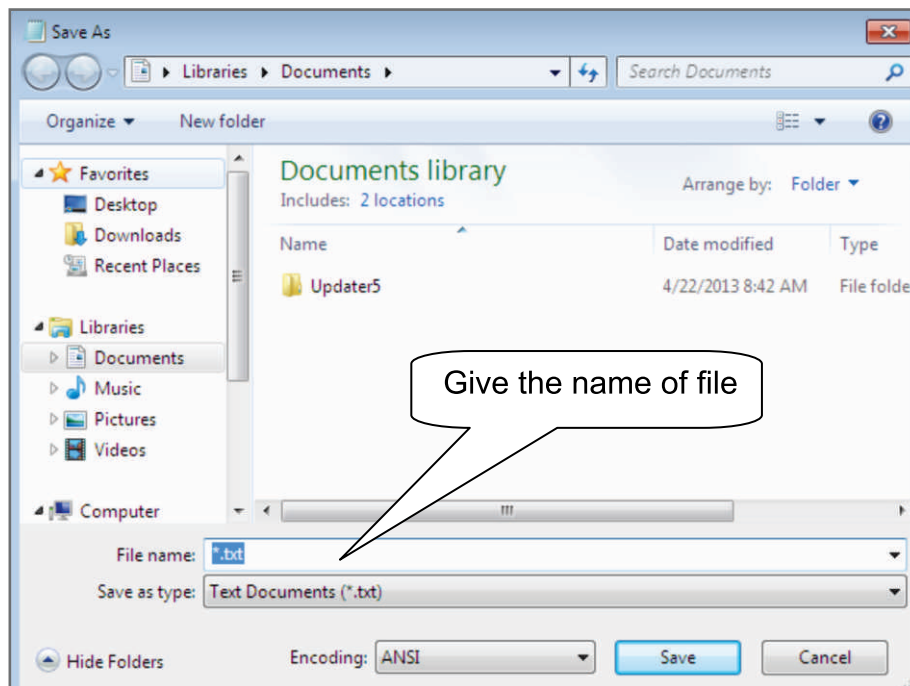 Save As
Libraries Documents
Search Documents
Organize New folder
Favorites
Desktop
Downloads
Recent Places
Libraries
Documents
Music
Pictures
Videos
Computer
Documents library
Includes: 2 locations
Arrange by: Folder
Name Date modified Type
Updater5 4/22/2013 8:42 AM File folde
Give the name of file
File name: *.txt
Save as type: Text Documents (*.txt)
Hide Folders Encoding: ANSI Save Cancel